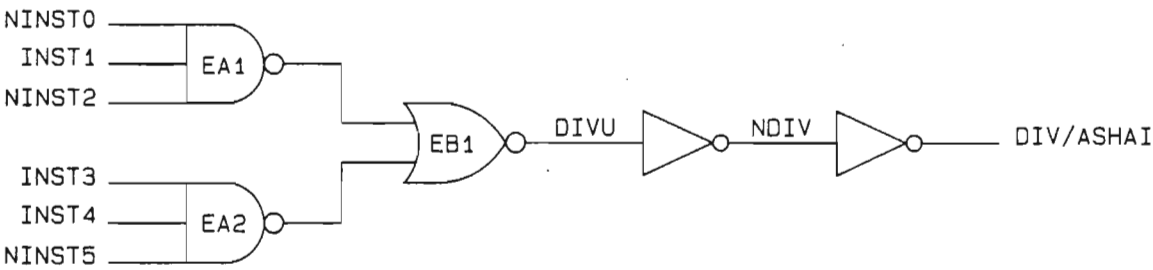 NINST0
INST1
NINST2
EA1
EB1
DIVU
NDIV
DIV/ASHAI
INST3
INST4
NINST5
EA2